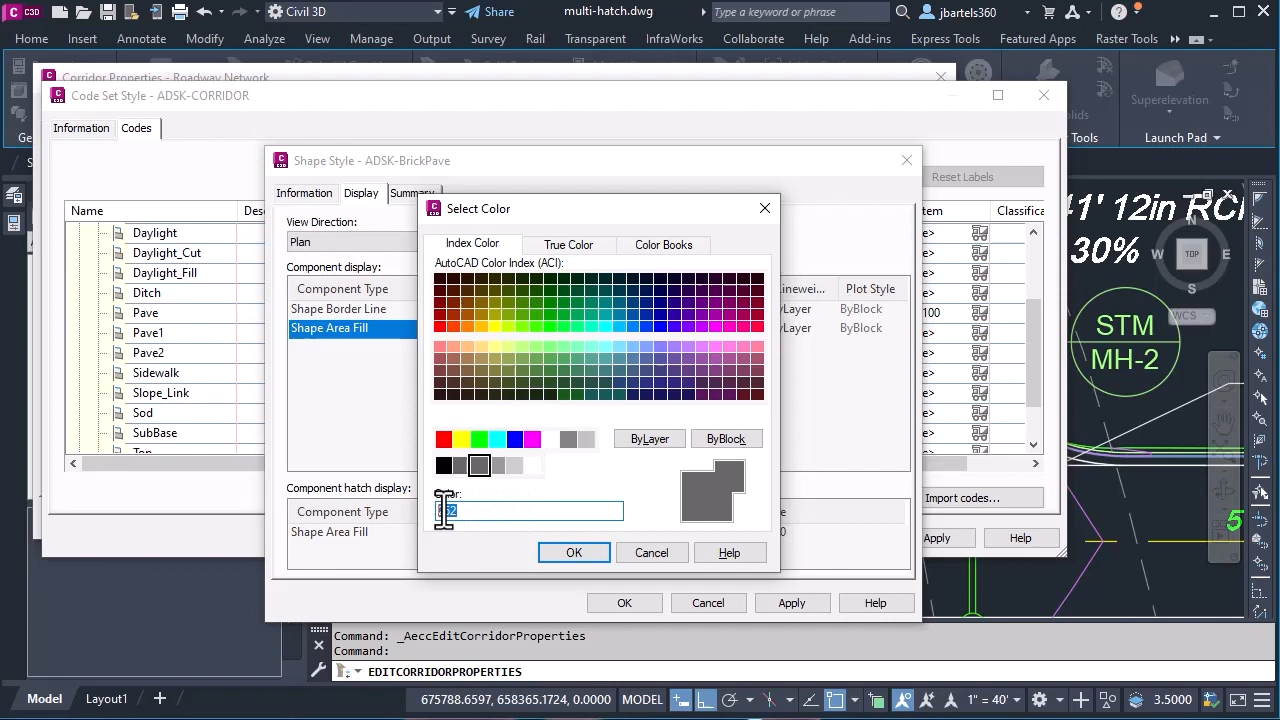 C3D Civil 3D Share multi-hatch.dwg Type a keyword or phrase jbartels360
Home Insert Annotate Modify Analyze View Manage Output Survey Rail Transparent InfraWorks Collaborate Help Add-ins Express Tools Featured Apps Raster Tools
Corridor Properties - Roadway Network
Code Set Style - ADSK-CORRIDOR
Superelevation
Information Codes
Tools Launch Pad
Shape Style - ADSK-BrickPave
Reset Labels
Information Display Summary
Select Color
Name
View Direction:
Index Color True Color Color Books
Plan
AutoCAD Color Index (ACI):
Daylight
Daylight_Cut
Daylight_Fill
Ditch
Pave
Pave1
Pave2
Sidewalk
Slope_Link
Sod
SubBase
Component display:
Component Type
Plot Style
Shape Border Line
ByBlock
Shape Area Fill
ByBlock
100
41' 12in
30%
N
W TOP E
S
WCS
STM
MH-2
ByLayer ByBlock
Component hatch display:
Component Type
Shape Area Fill
OK Cancel Help
Import codes...
Apply Help
OK Cancel Apply Help
Command: _AeccEditCorridorProperties
Command:
EDITCORRIDORPROPERTIES
Model Layout1 + 675788.6597, 658365.1724, 0.0000 MODEL 1" = 40' 3.5000